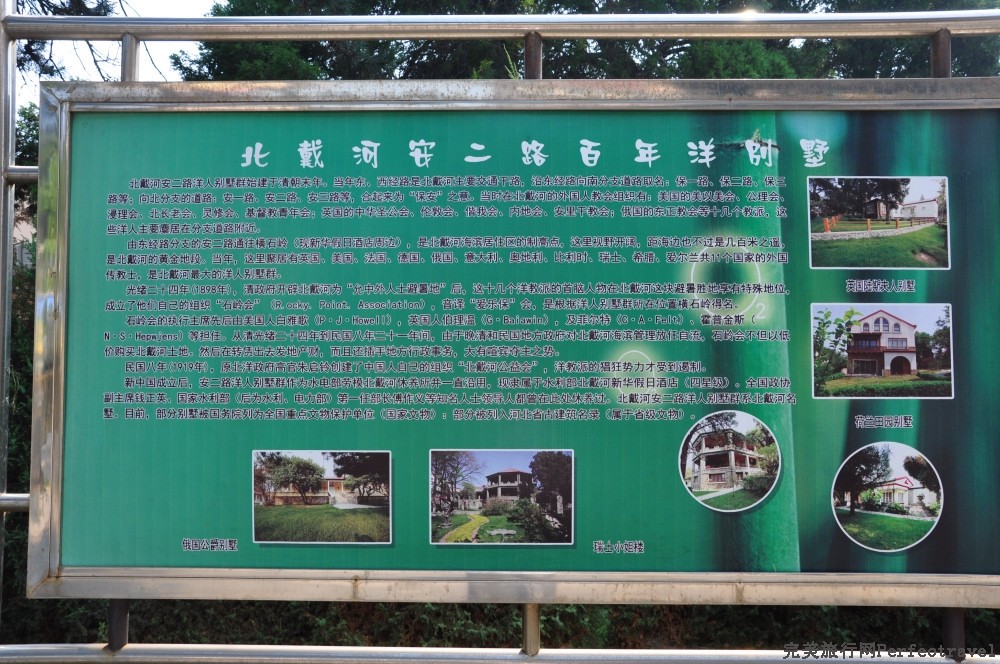 北戴河安二路百年洋别墅
北戴河安二路洋人别墅群始建于清朝末年。当年东、西经路是北戴河主要交通干路，沿东经路向南分支道路取名：保一路、保二路、保三
路等；向北分支的道路：安一路、安二路、安三路等，合起来为“保安”之意。当时在北戴河的外国人教会组织有：美国的美以美会、公理会、
浸理会、北长老会、灵修会、基督教青年会；英国的中华圣公会、伦敦会、偕我会、内地会、安里干教会；俄国的东正教会等十几个教派，这
些洋人主要麇居在分支道路附近。
由东经路分支的安二路通往横石岭（现新华假日酒店周边），是北戴河海滨居住区的制高点，这里视野开阔，距海边也不过是几百米之遥，
是北戴河的黄金地段。当年，这里聚居有英国、美国、法国、德国、俄国、意大利、奥地利、比利时、瑞士、希腊、爱尔兰共11个国家的外国
传教士，是北戴河最大的洋人别墅群。
光绪二十四年(1898年)，清政府开辟北戴河为“允中外人士避暑地”后，这十几个洋教派的首脑人物在北戴河这块避暑胜地享有特殊地位，
成立了他们自己的组织“石岭会”（Rocky. Point. Association），音译“爱乐保”会，是根据洋人别墅群所在位置横石岭得名。
石岭会的执行主席先后由美国人白雅歌（P·J·Howell），英国人伯理温（G·Balawin），及菲尔特（C·A·Felt）、霍普金斯（
N·S·Hepwjens）等担任。从清光绪二十四年到民国八年二十一年间，由于晚清和民国地方政府对北戴河海滨管理放任自流，石岭会不但以低
价购买北戴河土地，然后在转卖出去发地产财，而且还插手地方行政事务，大有喧宾夺主之势。
民国八年(1919年)，原北洋政府高官朱启钤创建了中国人自己的组织“北戴河公益会”，洋教派的猖狂势力才受到遏制。
新中国成立后，安二路洋人别墅群作为水电部劳模北戴河休养所并一直沿用，现隶属于水利部北戴河新华假日酒店（四星级）。全国政协
副主席钱正英、国家水利部（后为水利、电力部）第一任部长傅作义等知名人士领导人都曾在此处休养过。北戴河安二路洋人别墅群系北戴河名
墅。目前，部分别墅被国务院列为全国重点文物保护单位（国家文物）；部分被列入河北省古建筑名录（属于省级文物）。
荷兰田园别墅
俄国公爵别墅
瑞士小姐楼
完美旅行网Perfectravel